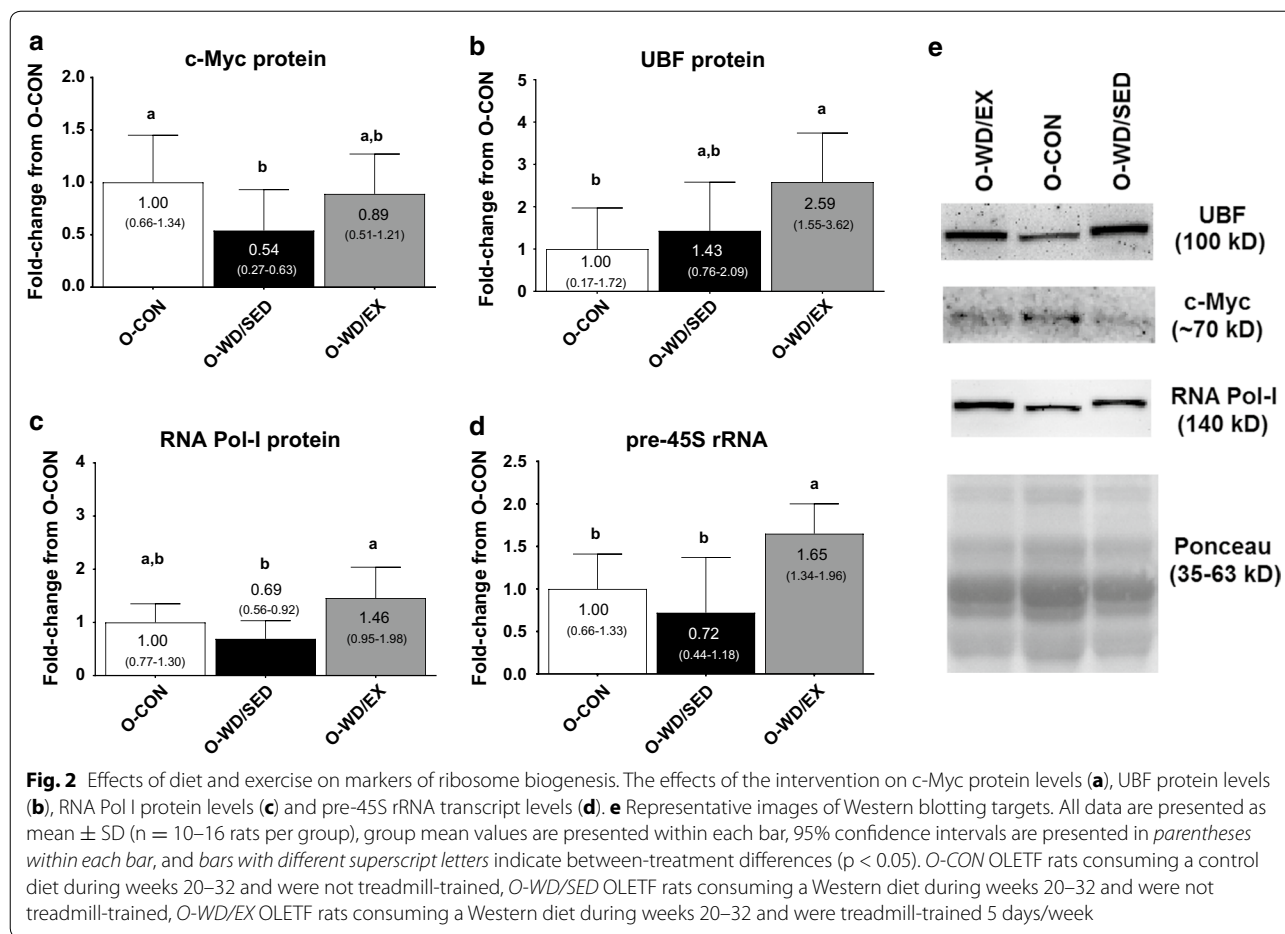 a
c-Myc protein
Fold-change from O-CON
2.0
1.5
1.0
0.5
0.0
a
b
a,b
1.00
(0.66-1.34)
0.54
(0.27-0.63)
0.89
(0.51-1.21)
O-CON
O-WD/SED
O-WD/EX
b
UBF protein
Fold-change from O-CON
5
4
3
2
1
0
b
a,b
a
1.00
(0.17-1.72)
1.43
(0.76-2.09)
2.59
(1.55-3.62)
O-CON
O-WD/SED
O-WD/EX
c
RNA Pol-I protein
Fold-change from O-CON
4
3
2
1
0
a,b
b
a
1.00
(0.77-1.30)
0.69
(0.56-0.92)
1.46
(0.95-1.98)
O-CON
O-WD/SED
O-WD/EX
d
pre-45S rRNA
Fold-change from O-CON
2.5
2.0
1.5
1.0
0.5
0.0
b
b
a
1.00
(0.66-1.33)
0.72
(0.44-1.18)
1.65
(1.34-1.96)
O-CON
O-WD/SED
O-WD/EX
e
O-WD/EX
O-CON
O-WD/SED
UBF
(100 kD)
c-Myc
(~70 kD)
RNA Pol-I
(140 kD)
Ponceau
(35-63 kD)
Fig. 2 Effects of diet and exercise on markers of ribosome biogenesis. The effects of the intervention on c-Myc protein levels (a), UBF protein levels
(b), RNA Pol I protein levels (c) and pre-45S rRNA transcript levels (d). e Representative images of Western blotting targets. All data are presented as
mean ± SD (n = 10–16 rats per group), group mean values are presented within each bar, 95% confidence intervals are presented in parentheses
within each bar, and bars with different superscript letters indicate between-treatment differences (p < 0.05). O-CON OLETF rats consuming a control
diet during weeks 20–32 and were not treadmill-trained, O-WD/SED OLETF rats consuming a Western diet during weeks 20–32 and were not
treadmill-trained, O-WD/EX OLETF rats consuming a Western diet during weeks 20–32 and were treadmill-trained 5 days/week